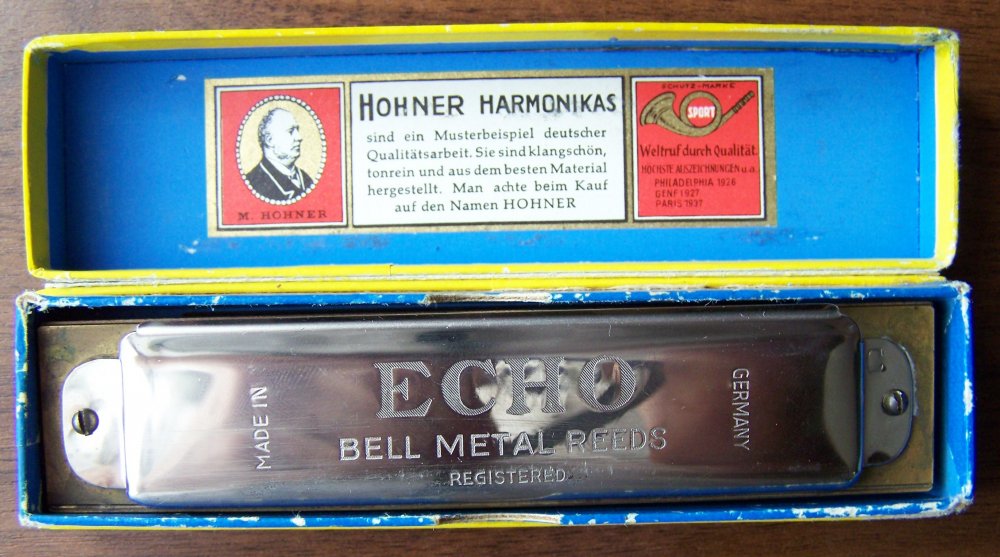 M. HOHNER
HOHNER HARMONIKAS
sind ein Musterbeispiel deutscher
Qualitätsarbeit. Sie sind klangschön,
tonrein und aus dem besten Material
hergestellt. Man achte beim Kauf
auf den Namen HOHNER
SCHUTZ-MARKE
SPORT
Weltruf durch Qualität.
HÖCHSTE AUSZEICHNUNGEN u.a.
PHILADELPHIA 1926
GENF 1927
PARIS 1937
ECHO
MADE IN
GERMANY
BELL METAL REEDS
REGISTERED